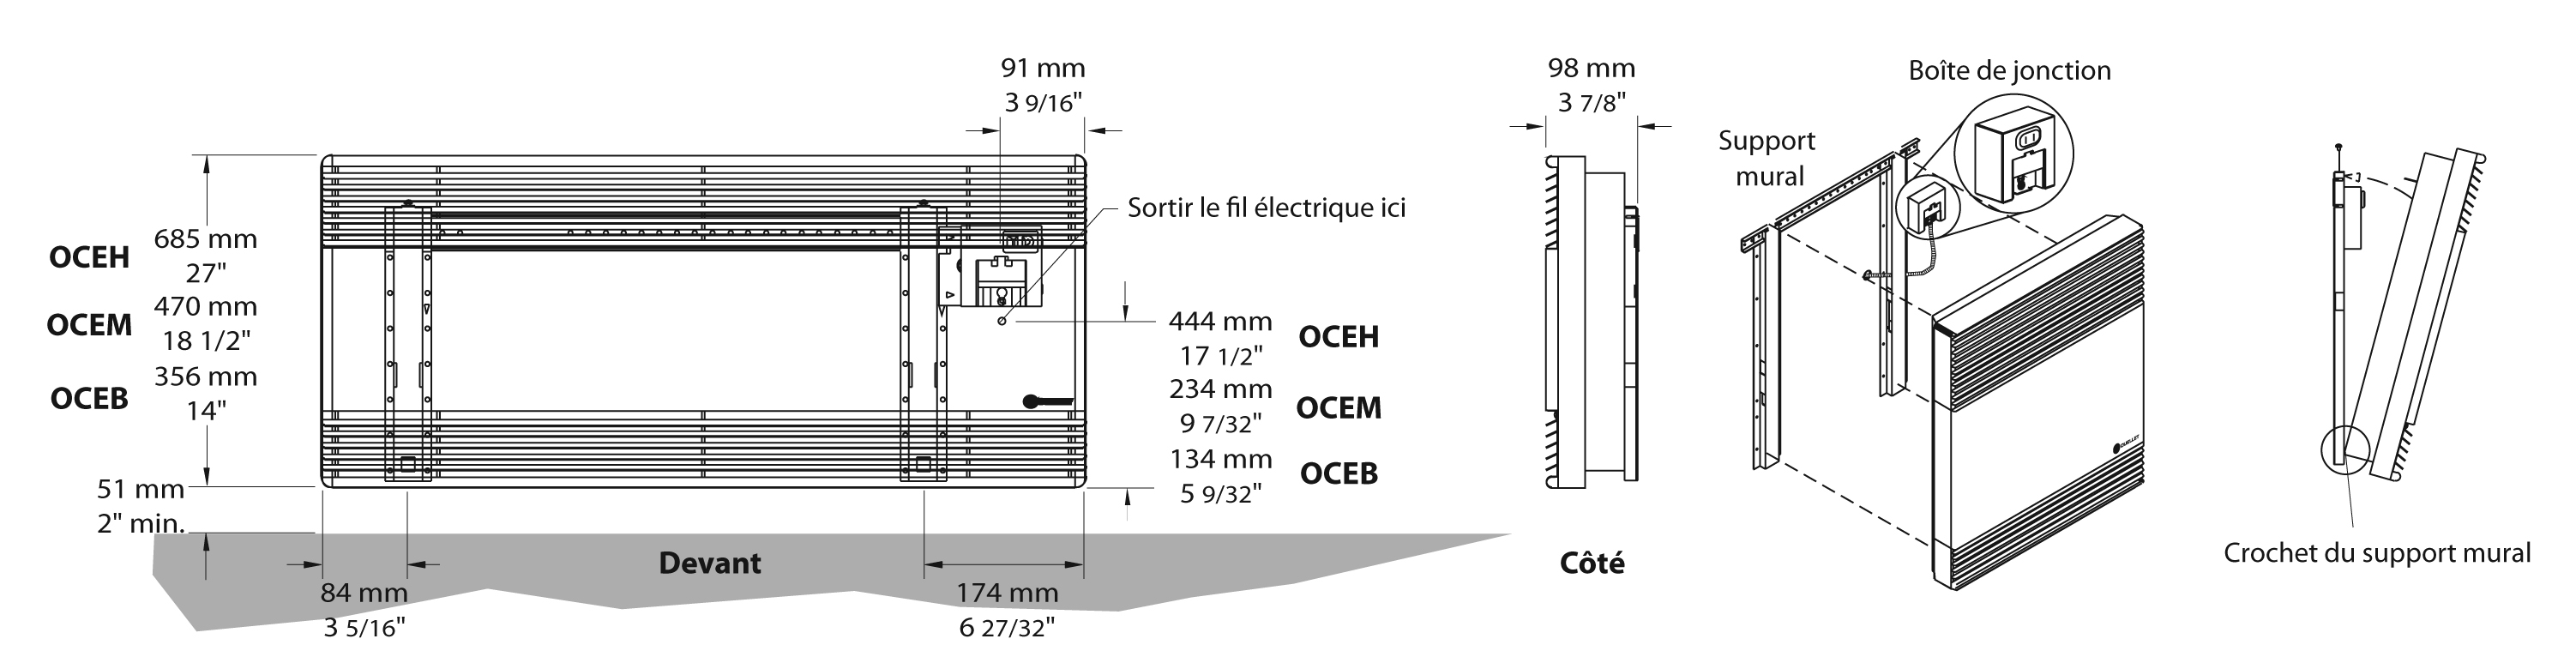 91 mm
3 9/16"
98 mm
3 7/8"
Boîte de jonction
Support
mural
Sortir le fil électrique ici
OCEH
685 mm
27"
OCEM
470 mm
18 1/2"
OCEB
356 mm
14"
51 mm
2" min.
444 mm
17 1/2"
OCEH
234 mm
9 7/32"
OCEM
134 mm
5 9/32"
OCEB
84 mm
3 5/16"
Devant
174 mm
6 27/32"
Côté
OUELLET
Crochet du support mural